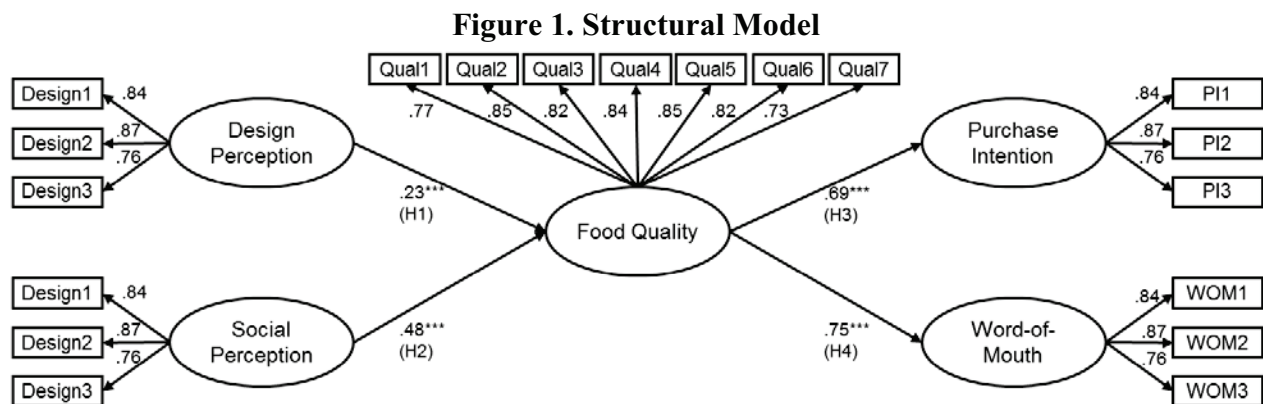 Figure 1. Structural Model
Qual1 Qual2 Qual3 Qual4 Qual5 Qual6 Qual7
.77 .85 .82 .84 .85 .82 .73
Design1
.84
Design2
.87
Design3
.76
Design
Perception
.23***
(H1)
Design1
.84
Design2
.87
Design3
.76
Social
Perception
.48***
(H2)
Food Quality
.69***
(H3)
Purchase
Intention
.84
PI1
.87
PI2
.76
PI3
.75***
(H4)
Word-of-
Mouth
.84
WOM1
.87
WOM2
.76
WOM3